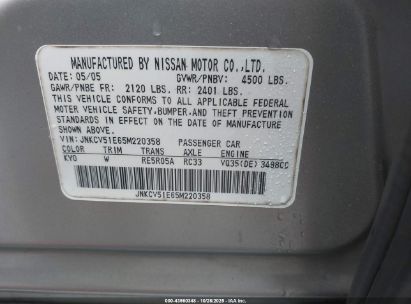 MANUFACTURED BY NISSAN MOTOR CO.,LTD.
DATE: 05/05 GVWR/PNBV: 4500 LBS.
GAWR/PNBE FR: 2120 LBS. RR: 2401 LBS.
THIS VEHICLE CONFORMS TO ALL APPLICABLE FEDERAL
MOTOR VEHICLE SAFETY,BUMPER,AND THEFT PREVENTION
STANDARDS IN EFFECT ON THE DATE OF MANUFACTURE
SHOWN ABOVE.
VIN: JNKCV51E65M220358 PASSENGER CAR
COLOR TRIM TRANS AXLE ENGINE
KY0 W RE5R05A RC33 VQ35(DE) 3498CC
JNKCV51E65M220358